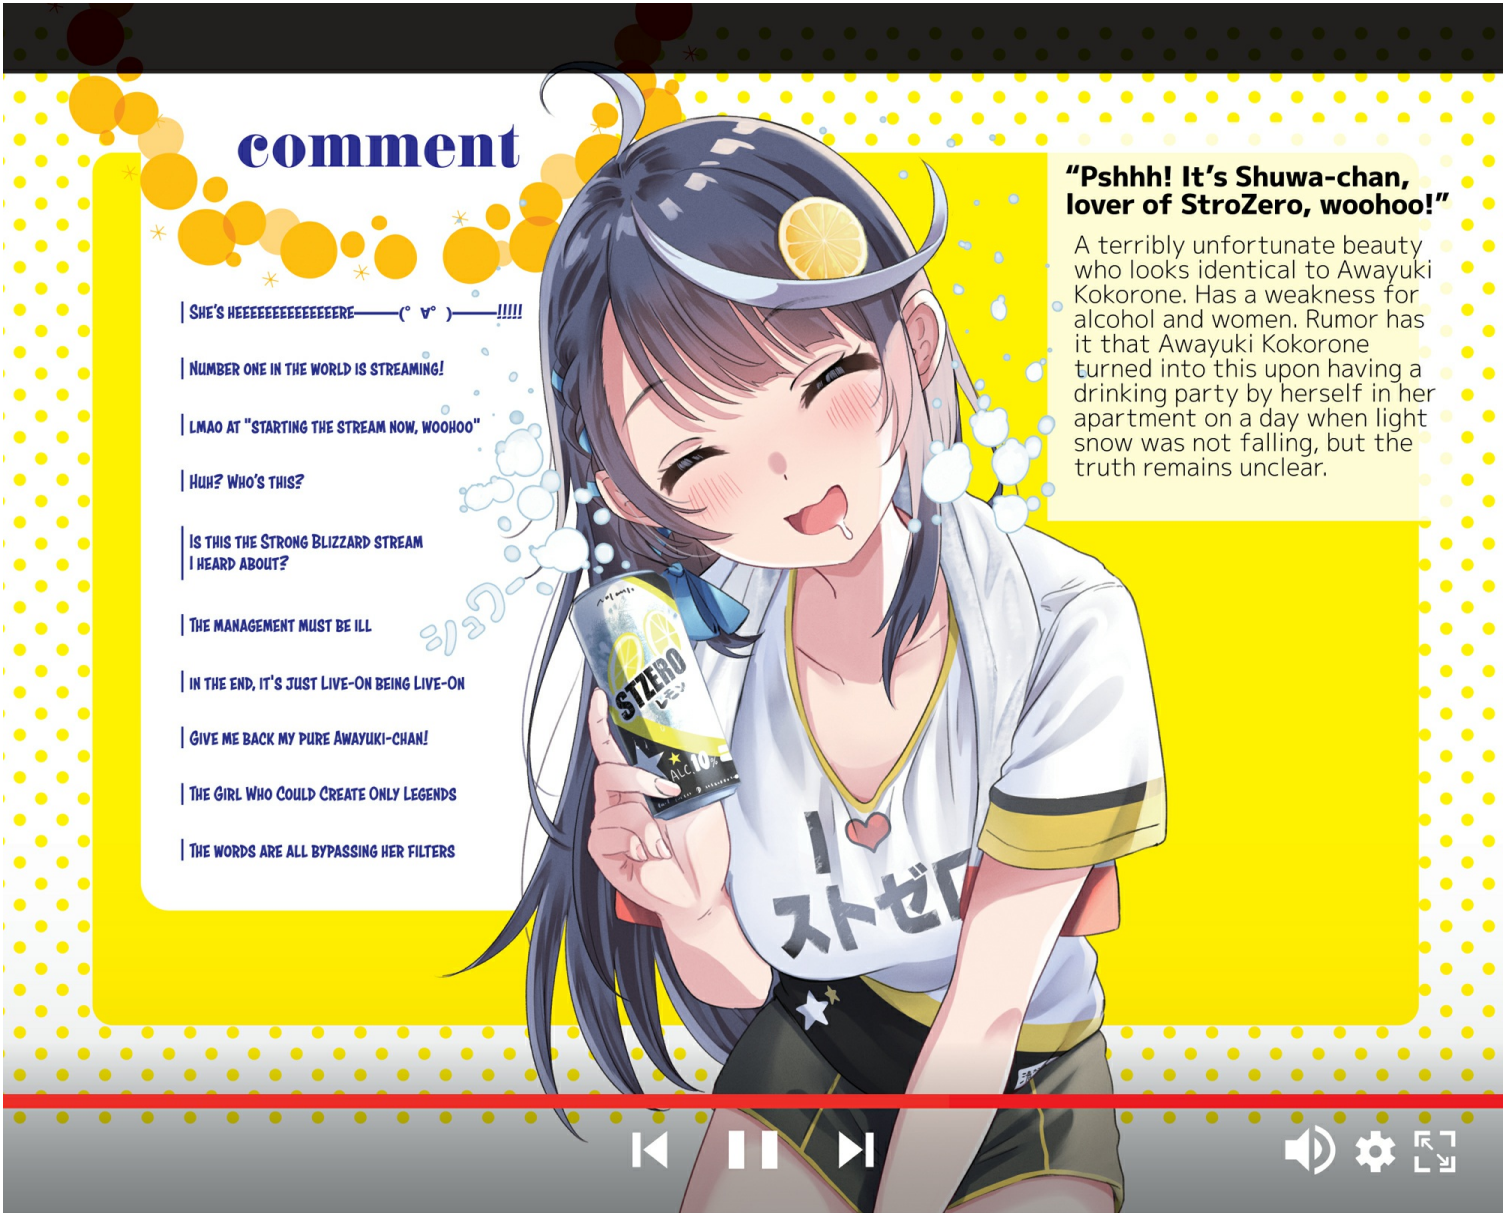 comment
SHE'S HEEEEEEEEEEEEEERE———(° ∀° )———!!!!!
NUMBER ONE IN THE WORLD IS STREAMING!
LMAO AT "STARTING THE STREAM NOW, WOOHOO"
HUH? WHO'S THIS?
IS THIS THE STRONG BLIZZARD STREAM
I HEARD ABOUT?
THE MANAGEMENT MUST BE ILL
IN THE END, IT'S JUST LIVE-ON BEING LIVE-ON
GIVE ME BACK MY PURE AWAYUKI-CHAN!
THE GIRL WHO COULD CREATE ONLY LEGENDS
THE WORDS ARE ALL BYPASSING HER FILTERS
シュワー
STZERO
レモン
ALC.10%
I ♥
ストゼロ
“Pshhh! It’s Shuwa-chan,
lover of StroZero, woohoo!”
A terribly unfortunate beauty
who looks identical to Awayuki
Kokorone. Has a weakness for
alcohol and women. Rumor has
it that Awayuki Kokorone
turned into this upon having a
drinking party by herself in her
apartment on a day when light
snow was not falling, but the
truth remains unclear.